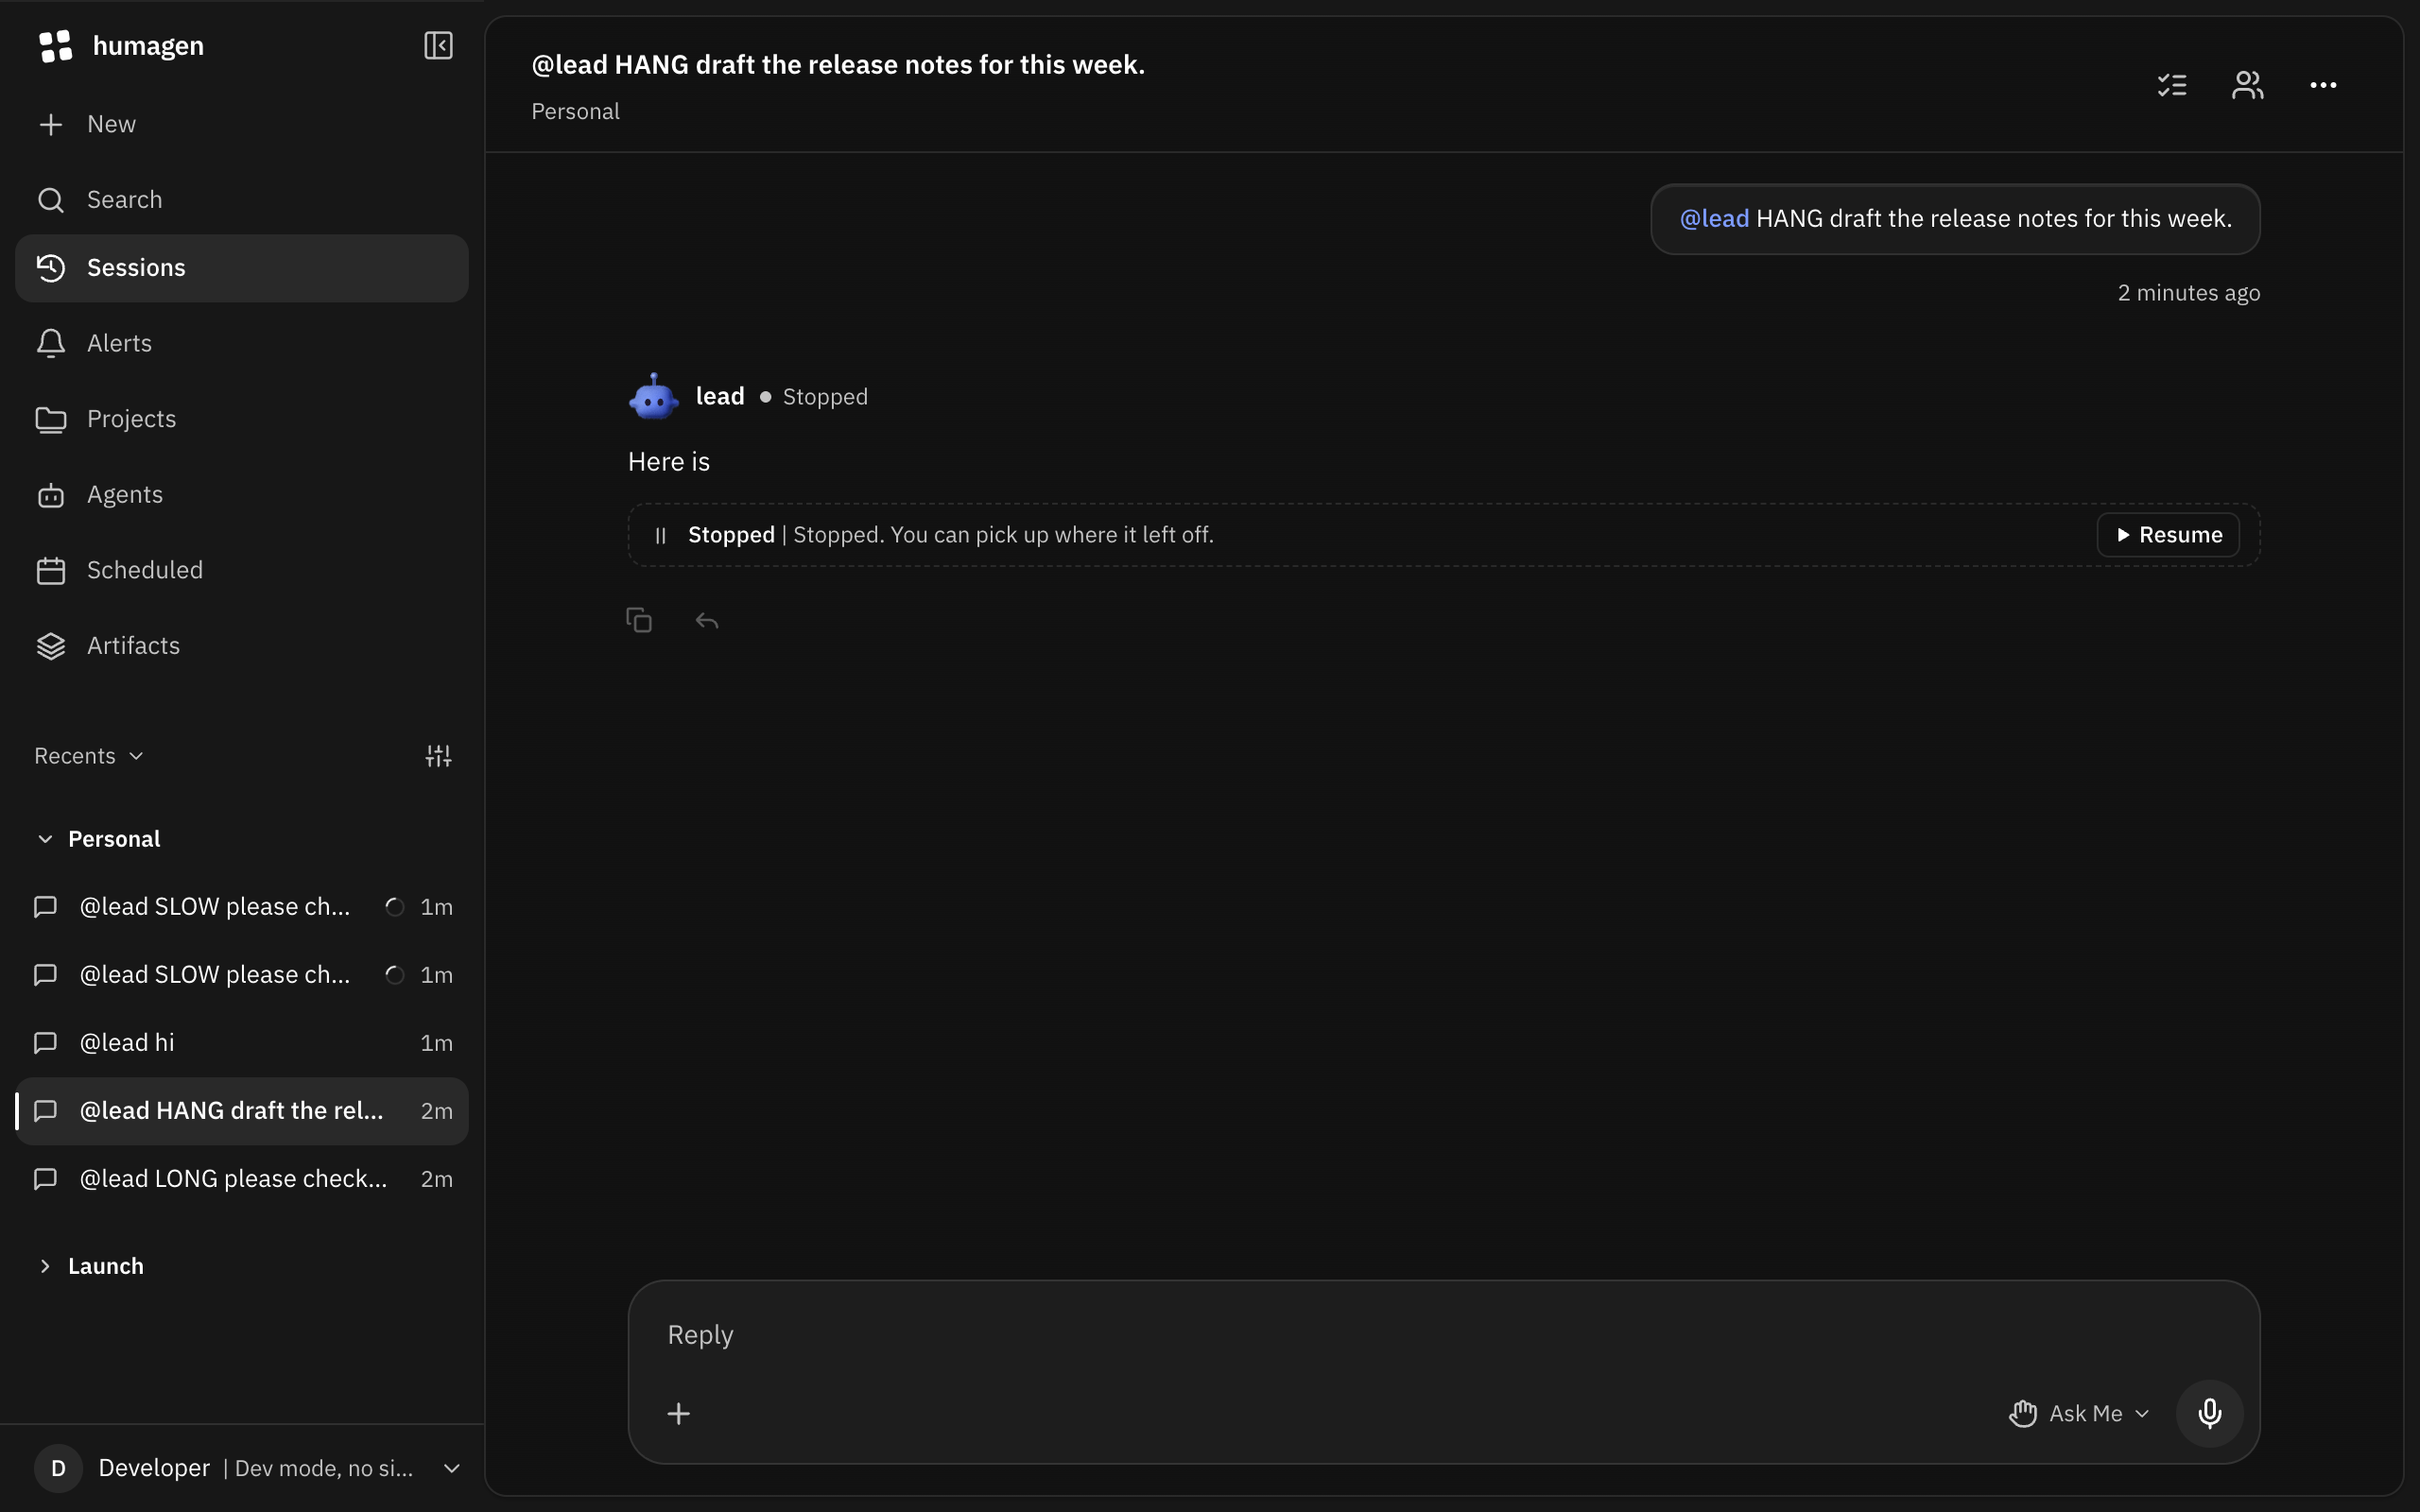 humagen
New
Search
Sessions
Alerts
Projects
Agents
Scheduled
Artifacts
Recents
Personal
@lead SLOW please ch... 1m
@lead SLOW please ch... 1m
@lead hi 1m
@lead HANG draft the rel... 2m
@lead LONG please check... 2m
Launch
D Developer | Dev mode, no si...
@lead HANG draft the release notes for this week.
Personal
@lead HANG draft the release notes for this week.
2 minutes ago
lead Stopped
Here is
Stopped | Stopped. You can pick up where it left off. Resume
Reply
Ask Me